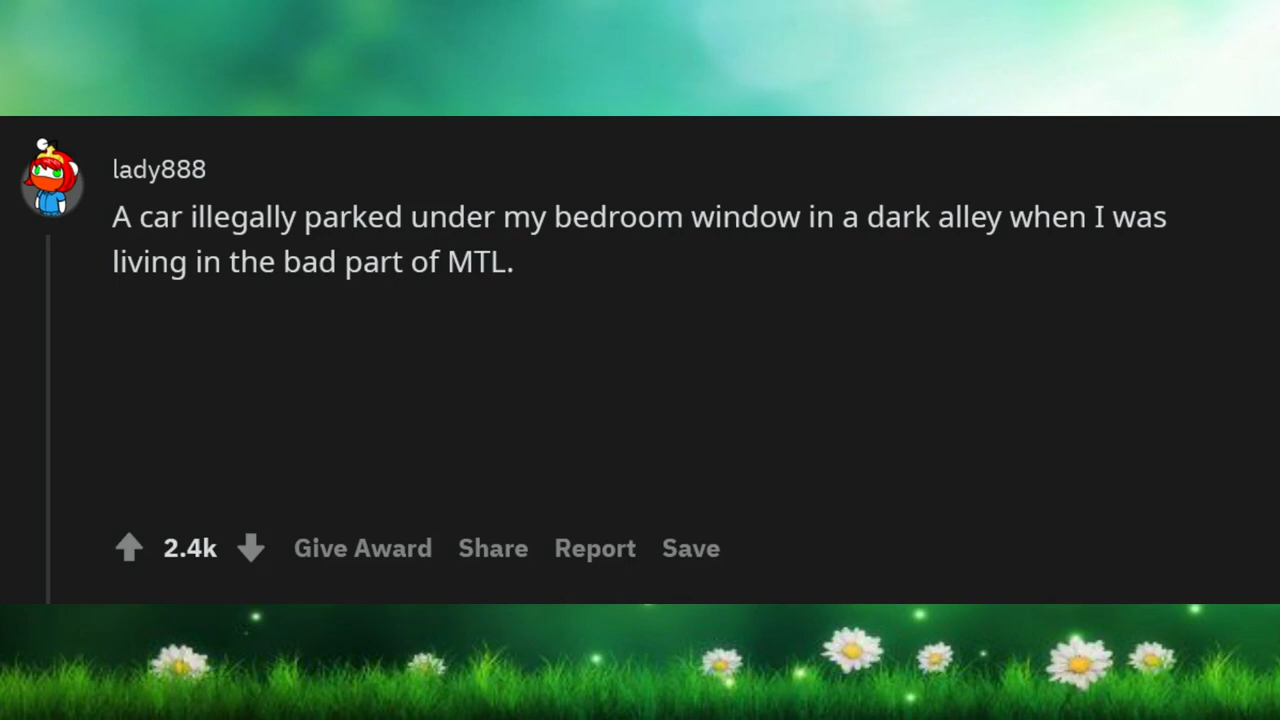 lady888
A car illegally parked under my bedroom window in a dark alley when I was
living in the bad part of MTL.
2.4k Give Award Share Report Save